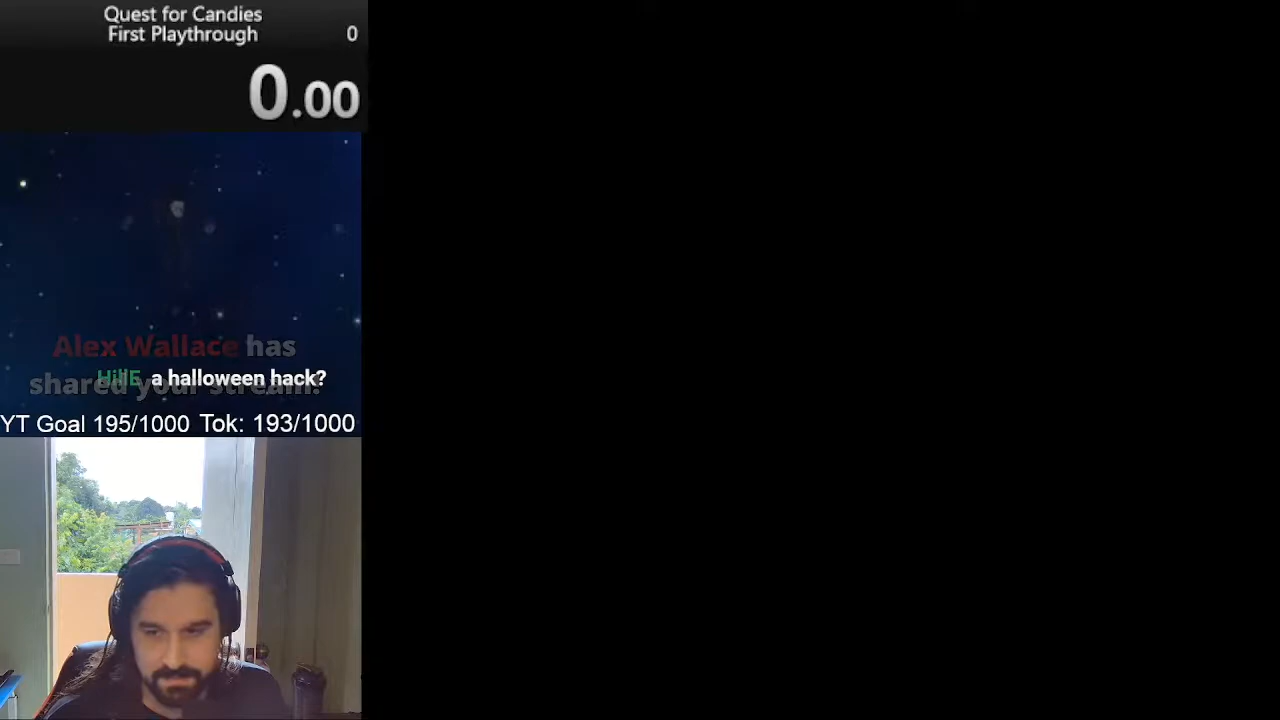 Quest for Candies
First Playthrough 0
0.00
Alex Wallace has
HillE a halloween hack?
shared your stream!
YT Goal 195/1000 Tok: 193/1000